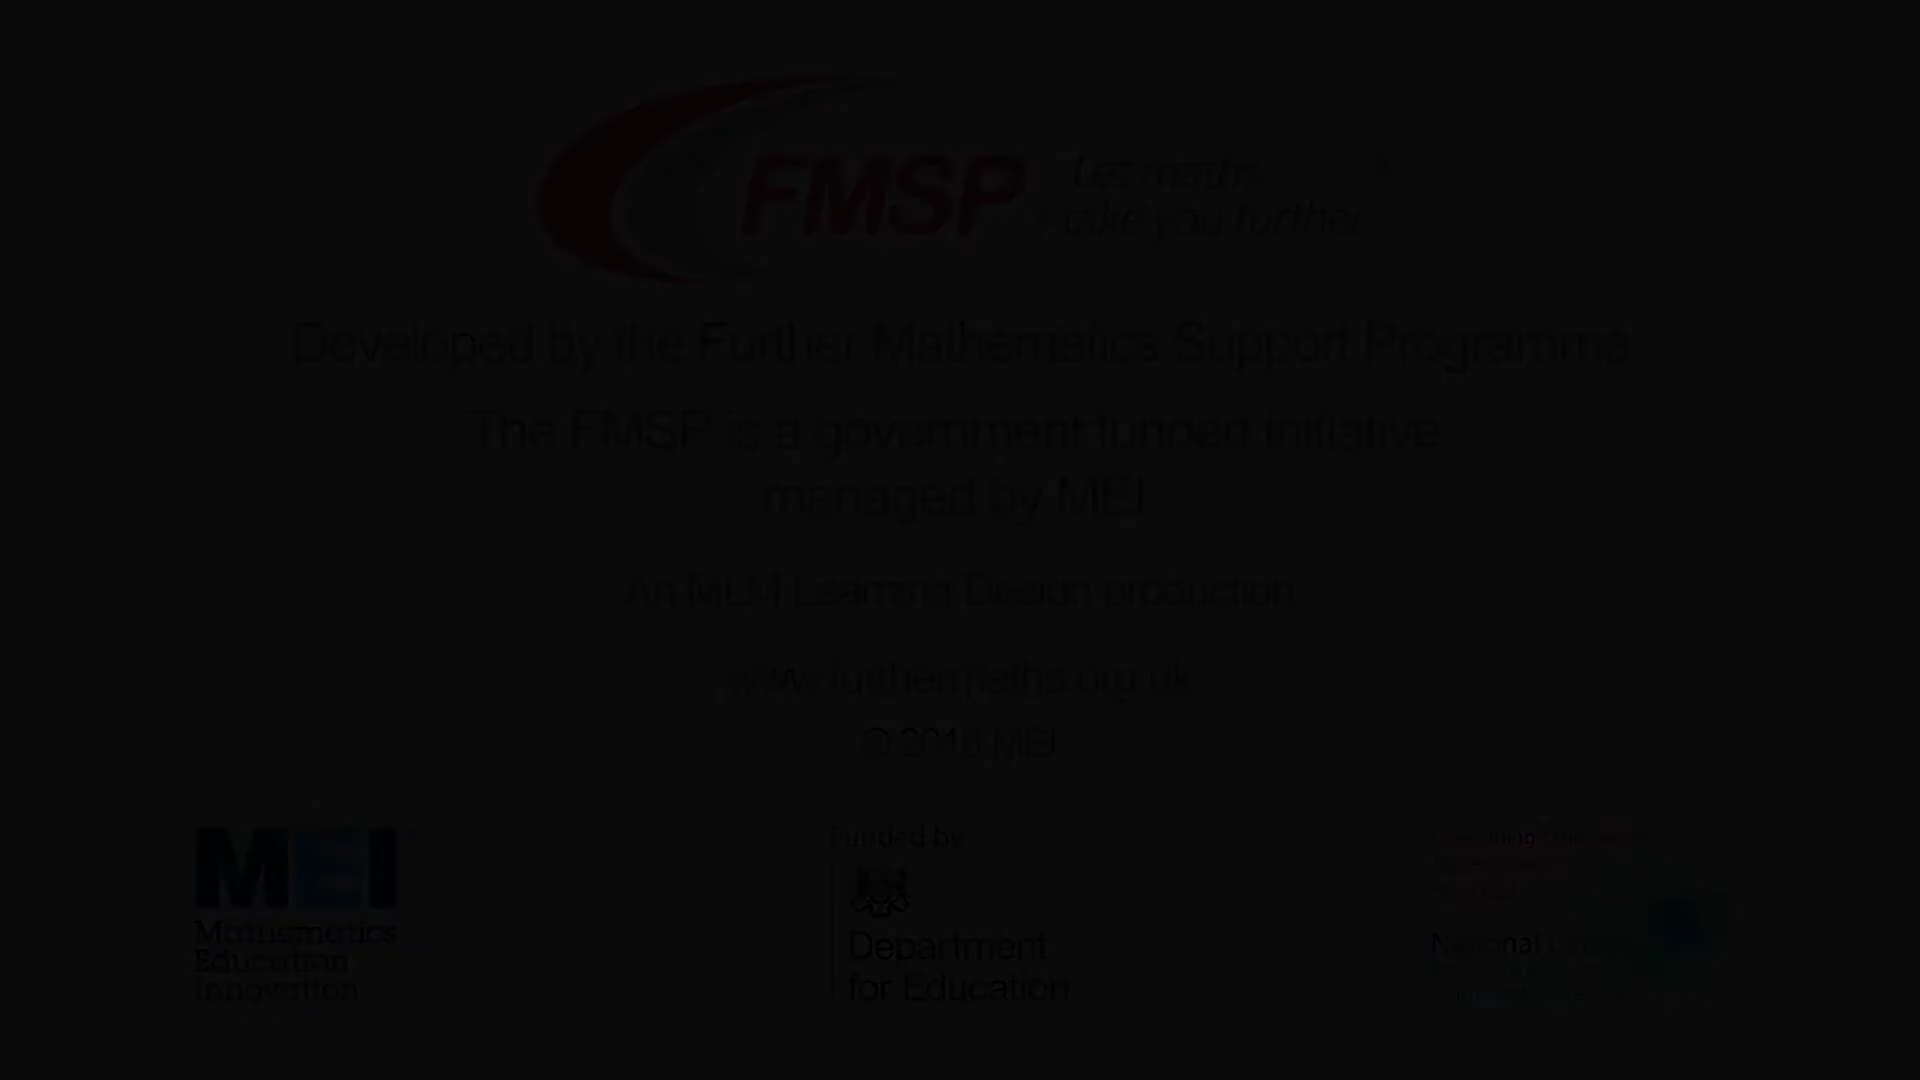 FMSP
Let maths
take you further
Developed by the Further Mathematics Support Programme
The FMSP is a government funded initiative
managed by MEI
An MLM Learning Design production
www.furthermaths.org.uk
MEI
MEI
Mathematics
Education
Innovation
Funded by
Department
for Education
National